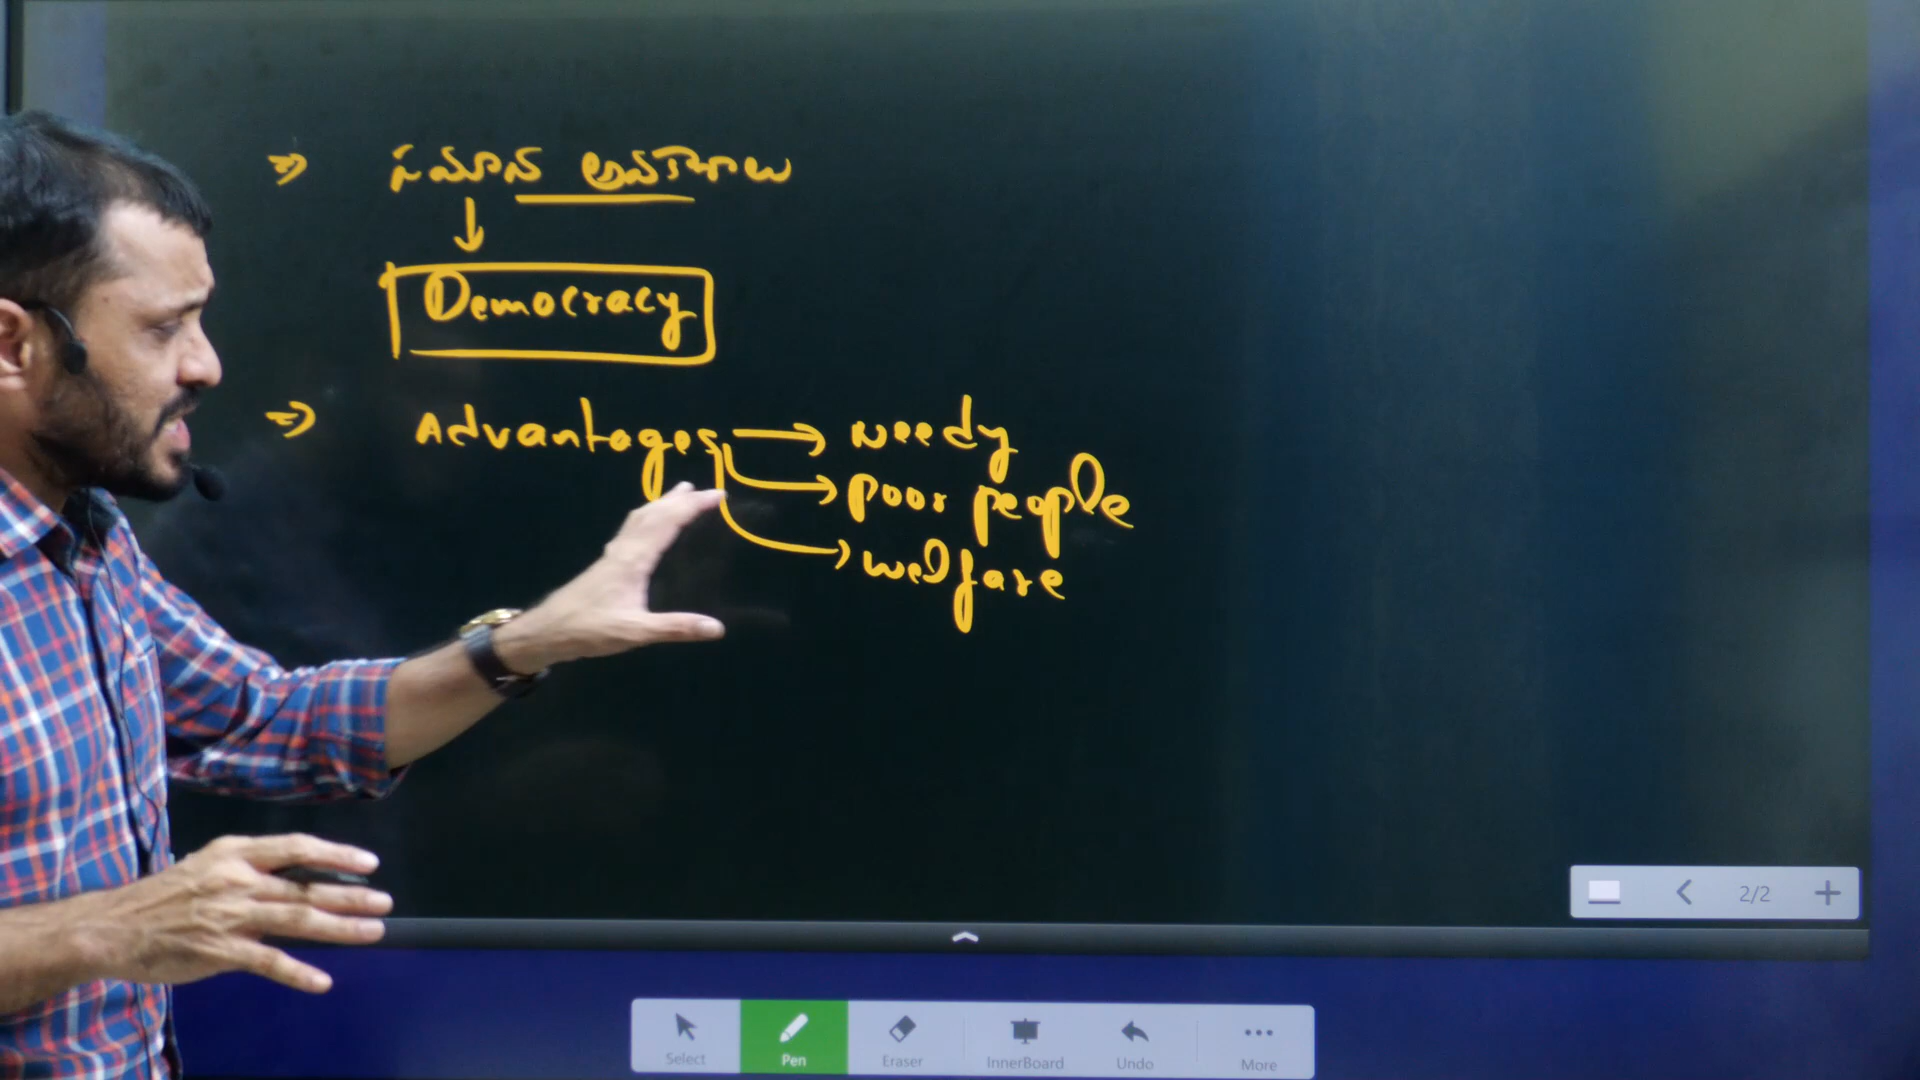 ⇒ సమాన అవకాశాలు
↓
Democracy
⇒ Advantages → Needy
→ poor people
→ welfare
2/2
Select Pen Eraser InnerBoard Undo More